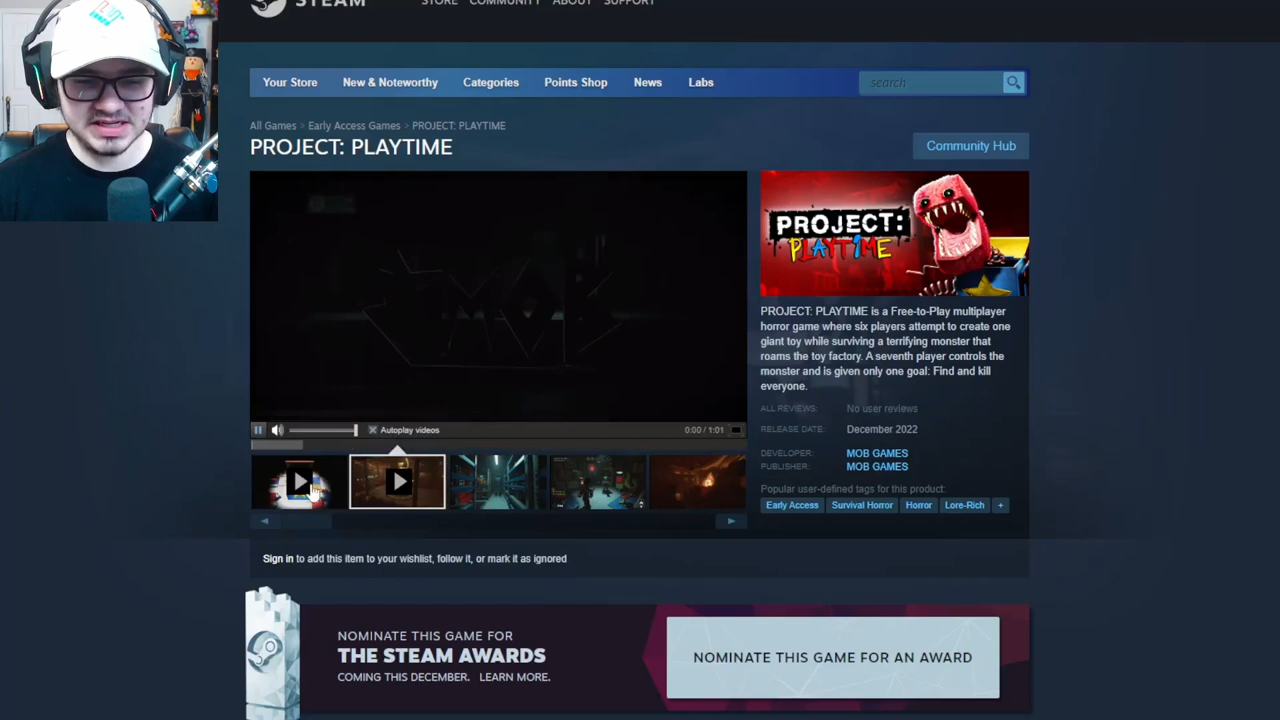 STEAM
STORE COMMUNITY ABOUT SUPPORT
Your Store New & Noteworthy Categories Points Shop News Labs search
All Games > Early Access Games > PROJECT: PLAYTIME
PROJECT: PLAYTIME
Community Hub
MOB
PROJECT:
PLAYTIME
PROJECT: PLAYTIME is a Free-to-Play multiplayer
horror game where six players attempt to create one
giant toy while surviving a terrifying monster that
roams the toy factory. A seventh player controls the
monster and is given only one goal: Find and kill
everyone.
ALL REVIEWS: No user reviews
RELEASE DATE: December 2022
DEVELOPER: MOB GAMES
PUBLISHER: MOB GAMES
Popular user-defined tags for this product:
Early Access Survival Horror Horror Lore-Rich +
Autoplay videos 0:00 / 1:01
Sign in to add this item to your wishlist, follow it, or mark it as ignored
NOMINATE THIS GAME FOR
THE STEAM AWARDS
COMING THIS DECEMBER. LEARN MORE.
NOMINATE THIS GAME FOR AN AWARD